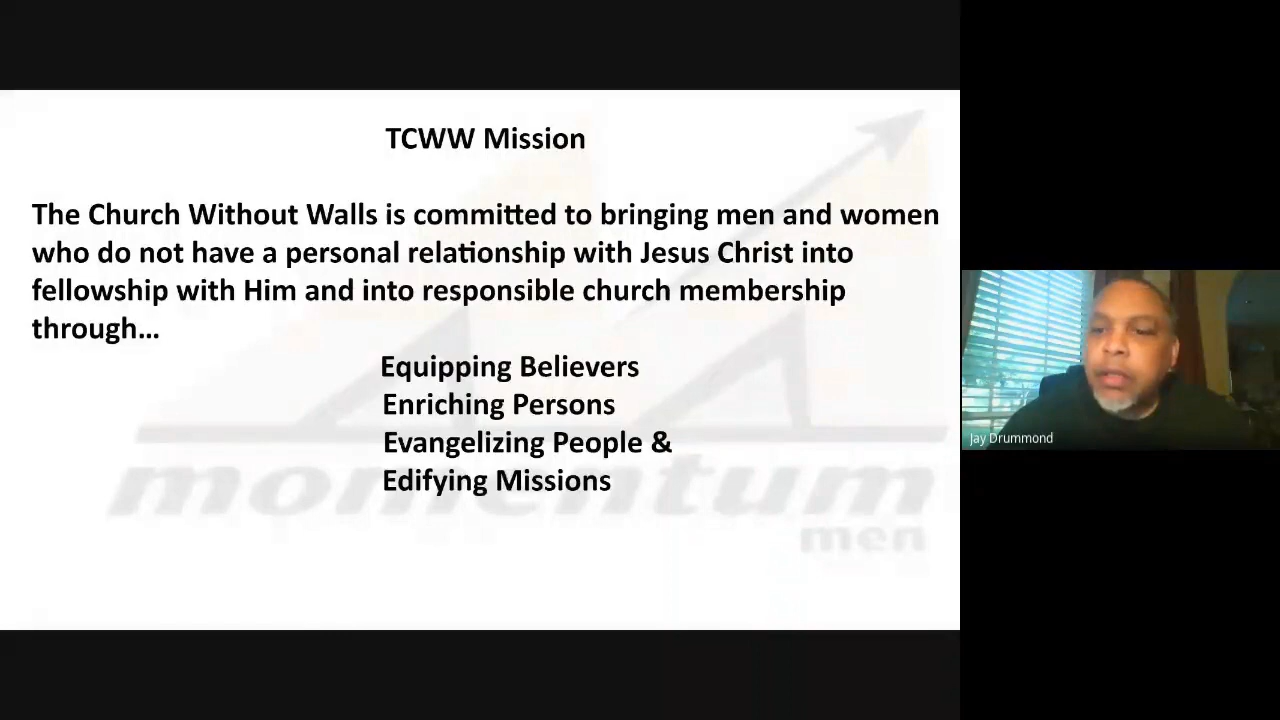 TCWW Mission
The Church Without Walls is committed to bringing men and women
who do not have a personal relationship with Jesus Christ into
fellowship with Him and into responsible church membership
through...
Equipping Believers
Enriching Persons
Evangelizing People &
Edifying Missions
momentum
men
Jay Drummond